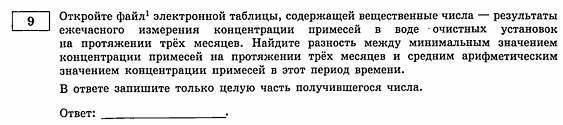 9
Откройте файл¹ электронной таблицы, содержащей вещественные числа — результаты
ежечасного измерения концентрации примесей в воде очистных установок
на протяжении трёх месяцев. Найдите разность между минимальным значением
концентрации примесей на протяжении трёх месяцев и средним арифметическим
значением концентрации примесей в этот период времени.
В ответе запишите только целую часть получившегося числа.
Ответ: ____________________.